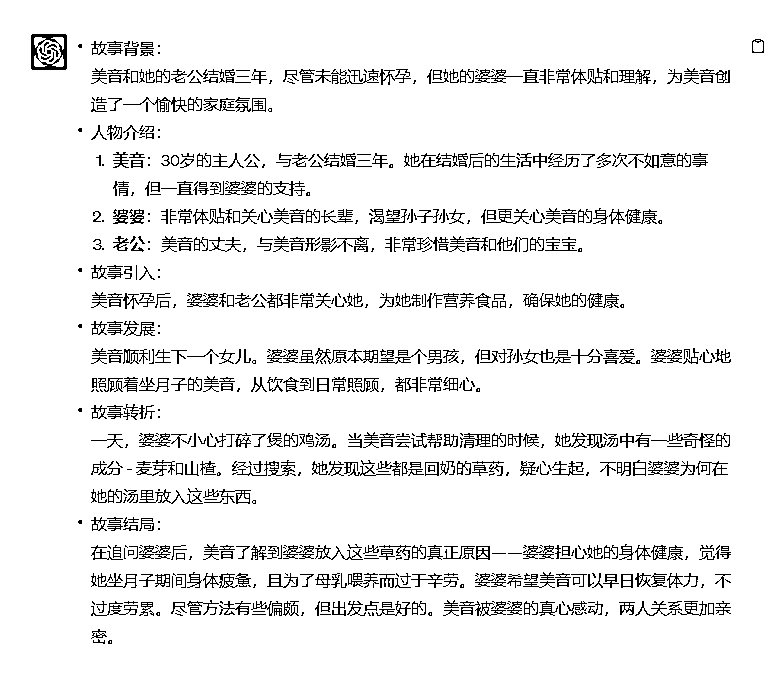 • 故事背景：
美音和她的老公结婚三年，尽管未能迅速怀孕，但她的婆婆一直非常体贴和理解，为美音创
造了一个愉快的家庭氛围。
• 人物介绍：
1. 美音：30岁的主人公，与老公结婚三年。她在结婚后的生活中经历了多次不如意的事
情，但一直得到婆婆的支持。
2. 婆婆：非常体贴和关心美音的长辈，渴望孙子孙女，但更关心美音的身体健康。
3. 老公：美音的丈夫，与美音形影不离，非常珍惜美音和他们的宝宝。
• 故事引入：
美音怀孕后，婆婆和老公都非常关心她，为她制作营养食品，确保她的健康。
• 故事发展：
美音顺利生下一个女儿。婆婆虽然原本期望是个男孩，但对孙女也是十分喜爱。婆婆贴心地
照顾着坐月子的美音，从饮食到日常照顾，都非常细心。
• 故事转折：
一天，婆婆不小心打碎了煲的鸡汤。当美音尝试帮助清理的时候，她发现汤中有一些奇怪的
成分 - 麦芽和山楂。经过搜索，她发现这些都是回奶的草药，疑心生起，不明白婆婆为何在
她的汤里放入这些东西。
• 故事结局：
在追问婆婆后，美音了解到婆婆放入这些草药的真正原因——婆婆担心她的身体健康，觉得
她坐月子期间身体疲惫，且为了母乳喂养而过于辛劳。婆婆希望美音可以早日恢复体力，不
过度劳累。尽管方法有些偏颇，但出发点是好的。美音被婆婆的真心感动，两人关系更加亲
密。